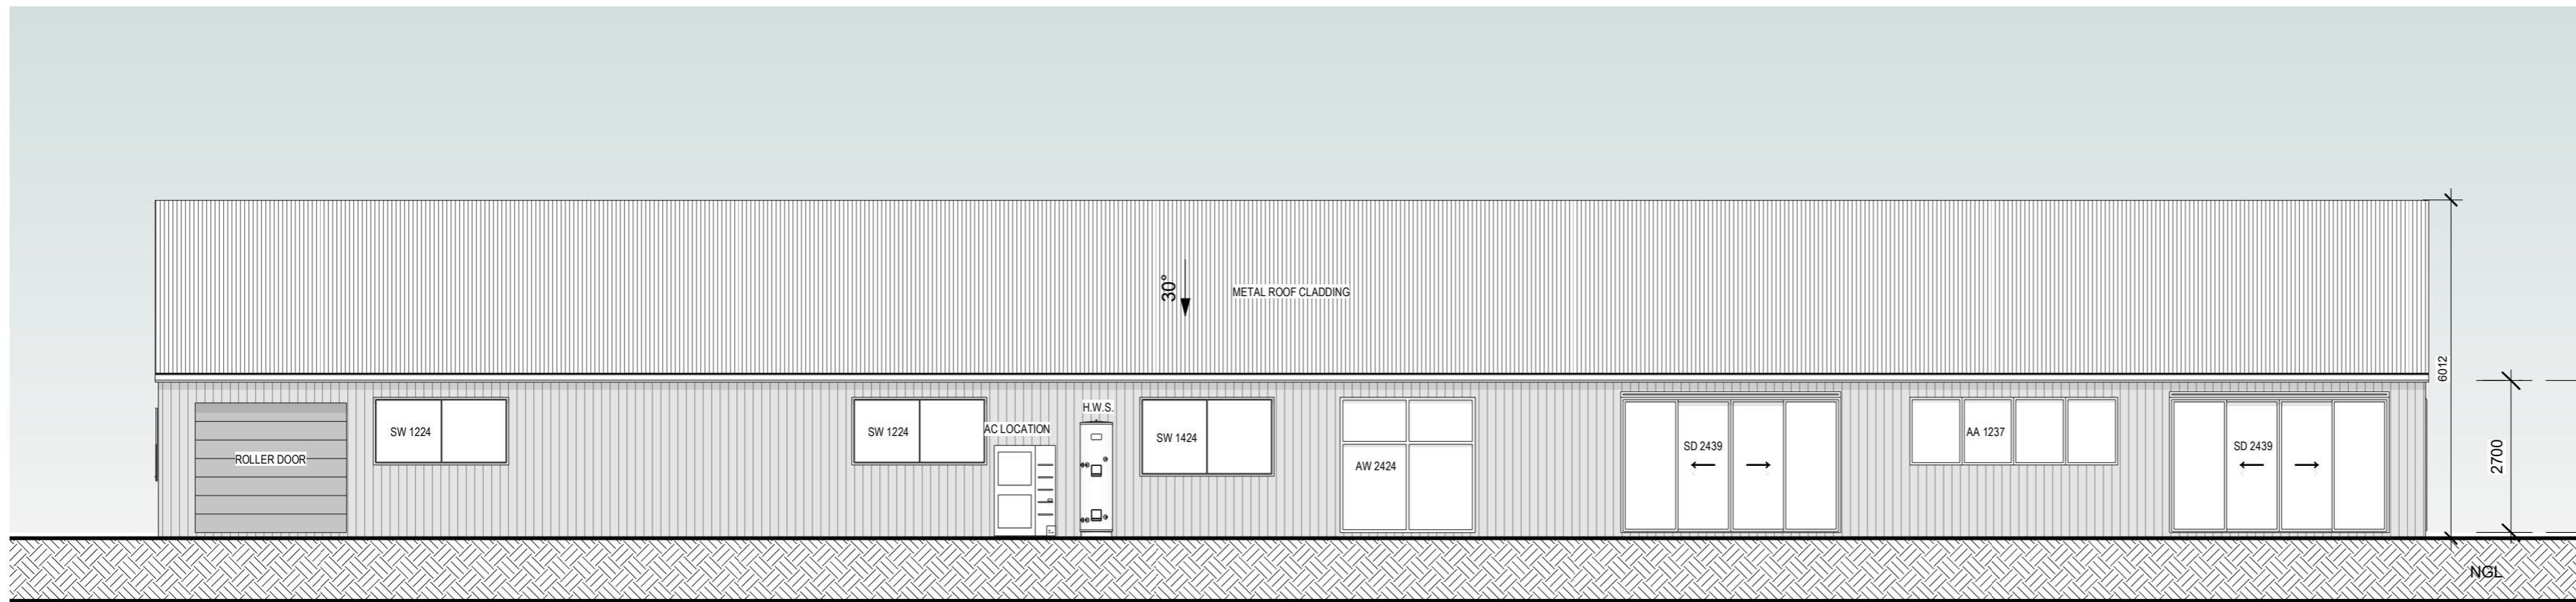 30°
METAL ROOF CLADDING
6012
2700
ROLLER DOOR
SW 1224
SW 1224
AC LOCATION
H.W.S.
SW 1424
AW 2424
SD 2439
AA 1237
SD 2439
NGL